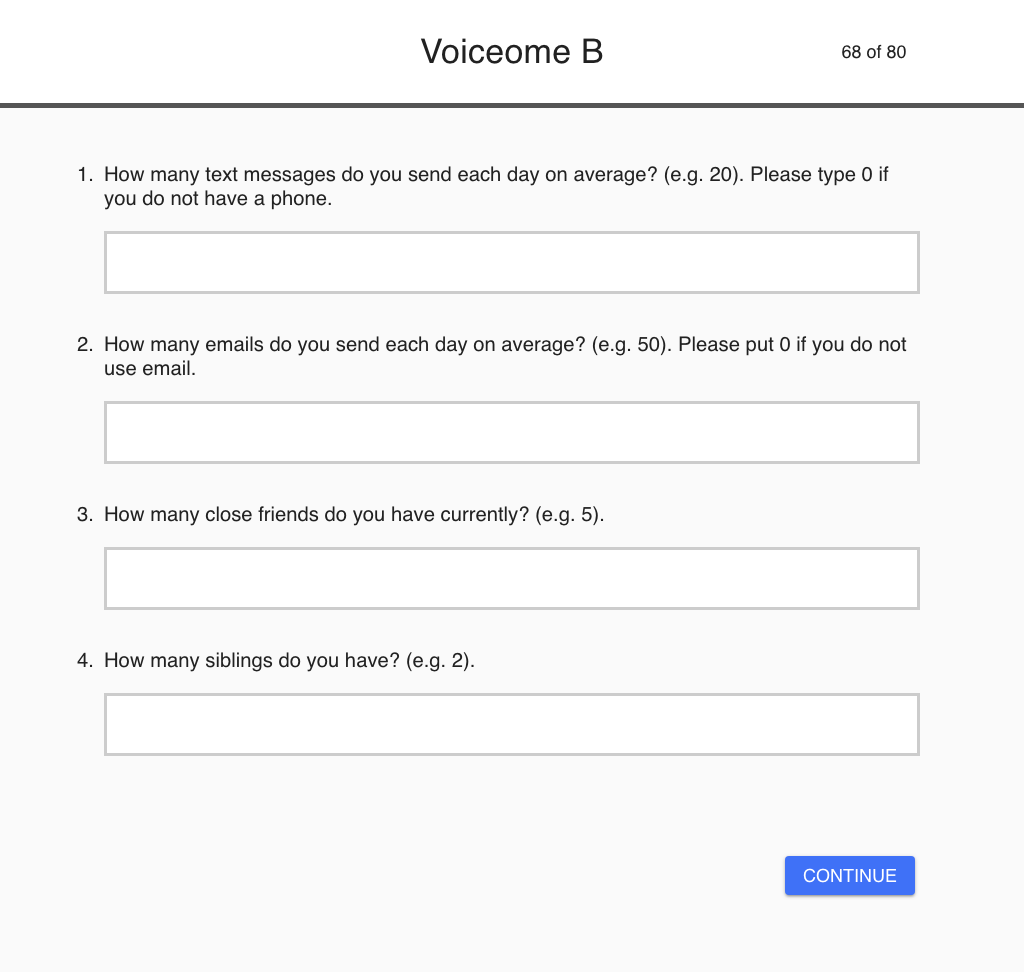 Voiceome B
68 of 80
1. How many text messages do you send each day on average? (e.g. 20). Please type 0 if
you do not have a phone.
2. How many emails do you send each day on average? (e.g. 50). Please put 0 if you do not
use email.
3. How many close friends do you have currently? (e.g. 5).
4. How many siblings do you have? (e.g. 2).
CONTINUE